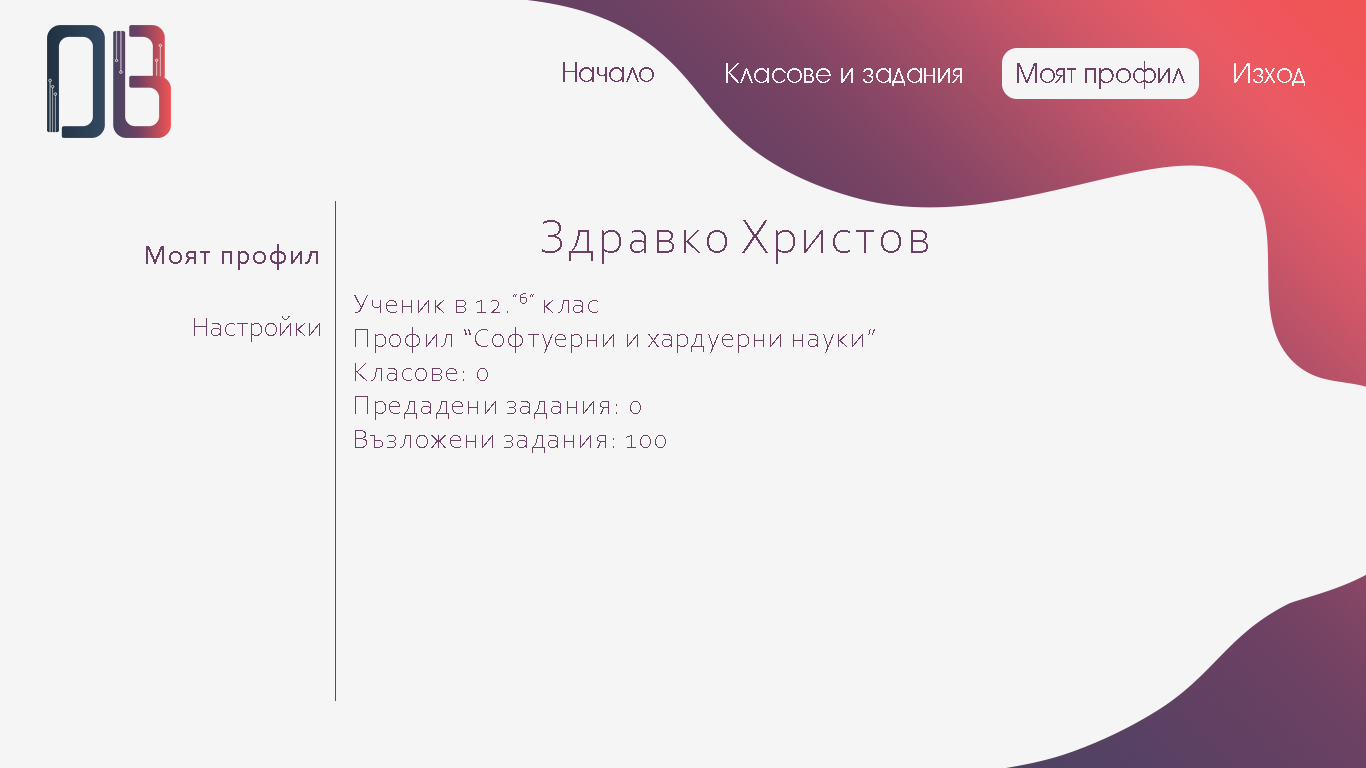 Начало
Класове и задания
Моят профил
Изход
Моят профил
Настройки
Здравко Христов
Ученик в 12.“б“ клас
Профил “Софтуерни и хардуерни науки”
Класове: 0
Предадени задания: 0
Възложени задания: 100